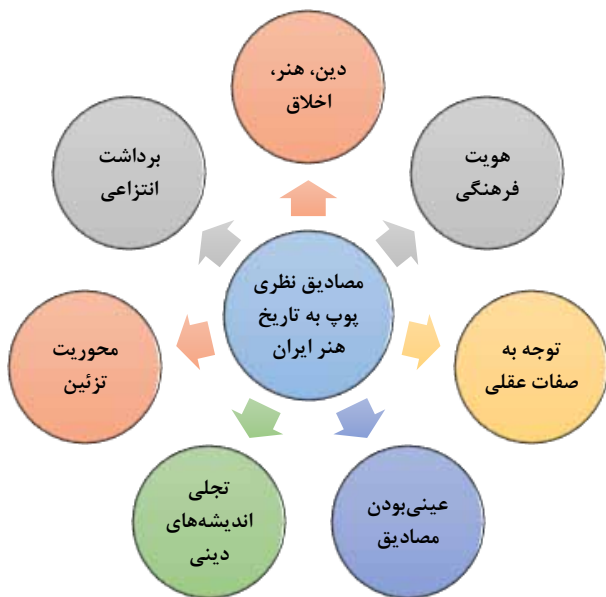 دین، هنر،
اخلاق
هویت
فرهنگی
توجه به
صفات عقلی
عینی‌بودن
مصادیق
تجلی
اندیشه‌های
دینی
محوریت
تزئین
برداشت
انتزاعی
مصادیق نظری
پوپ به تاریخ
هنر ایران